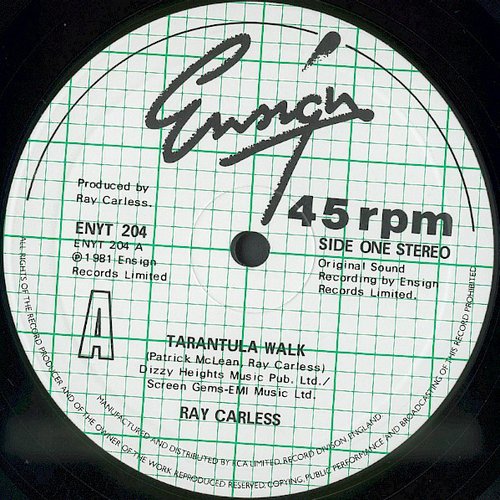 Ensign
Produced by
Ray Carless.
45 rpm
ENYT 204
ENYT 204 A
℗ 1981 Ensign
Records Limited
SIDE ONE STEREO
Original Sound
Recording by Ensign
Records Limited.
A
TARANTULA WALK
(Patrick McLean, Ray Carless)
Dizzy Heights Music Pub. Ltd./
Screen Gems-EMI Music Ltd.
RAY CARLESS
MANUFACTURED AND DISTRIBUTED BY RCA LIMITED, RECORD DIVISON, ENGLAND
ALL RIGHTS OF THE RECORD PRODUCER AND OF THE OWNER OF THE WORK REPRODUCED RESERVED. COPYING, PUBLIC PERFORMANCE AND BROADCASTING OF THIS RECORD PROHIBITED